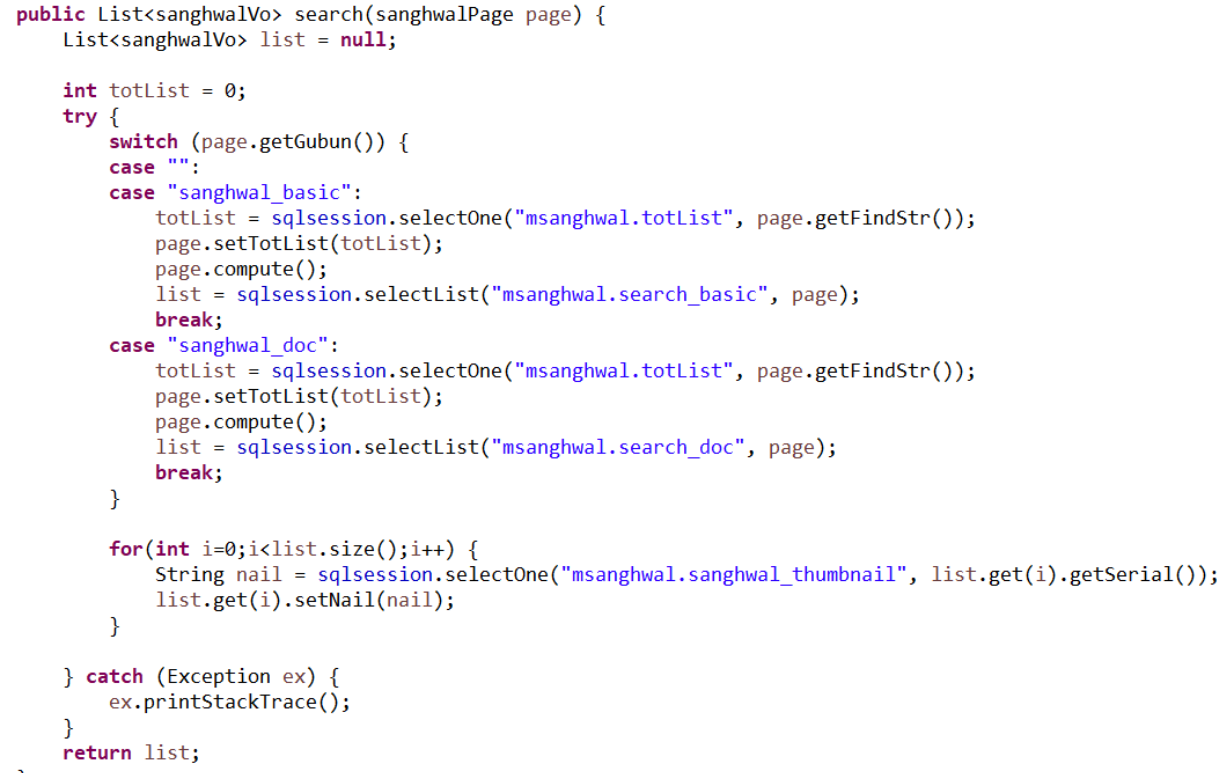 public List<sanghwalVo> search(sanghwalPage page) {
    List<sanghwalVo> list = null;

    int totList = 0;
    try {
        switch (page.getGubun()) {
        case "":
        case "sanghwal_basic":
            totList = sqlsession.selectOne("msanghwal.totList", page.getFindStr());
            page.setTotList(totList);
            page.compute();
            list = sqlsession.selectList("msanghwal.search_basic", page);
            break;
        case "sanghwal_doc":
            totList = sqlsession.selectOne("msanghwal.totList", page.getFindStr());
            page.setTotList(totList);
            page.compute();
            list = sqlsession.selectList("msanghwal.search_doc", page);
            break;
        }

        for(int i=0;i<list.size();i++) {
            String nail = sqlsession.selectOne("msanghwal.sanghwal_thumbnail", list.get(i).getSerial());
            list.get(i).setNail(nail);
        }

    } catch (Exception ex) {
        ex.printStackTrace();
    }
    return list;